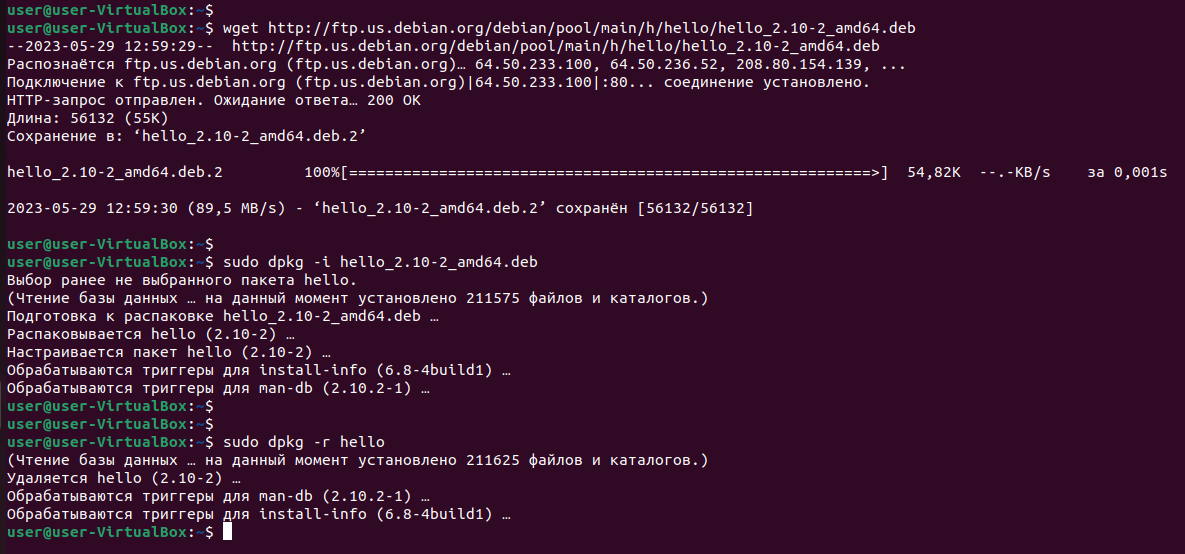 user@user-VirtualBox:~$
user@user-VirtualBox:~$ wget http://ftp.us.debian.org/debian/pool/main/h/hello/hello_2.10-2_amd64.deb
--2023-05-29 12:59:29--  http://ftp.us.debian.org/debian/pool/main/h/hello/hello_2.10-2_amd64.deb
Распознаётся ftp.us.debian.org (ftp.us.debian.org)… 64.50.233.100, 64.50.236.52, 208.80.154.139, ...
Подключение к ftp.us.debian.org (ftp.us.debian.org)|64.50.233.100|:80... соединение установлено.
HTTP-запрос отправлен. Ожидание ответа… 200 OK
Длина: 56132 (55K)
Сохранение в: ‘hello_2.10-2_amd64.deb.2’
hello_2.10-2_amd64.deb.2         100%[==========================================================>]  54,82K  --.-KB/s    за 0,001s
2023-05-29 12:59:30 (89,5 MB/s) - ‘hello_2.10-2_amd64.deb.2’ сохранён [56132/56132]
user@user-VirtualBox:~$
user@user-VirtualBox:~$ sudo dpkg -i hello_2.10-2_amd64.deb
Выбор ранее не выбранного пакета hello.
(Чтение базы данных … на данный момент установлено 211575 файлов и каталогов.)
Подготовка к распаковке hello_2.10-2_amd64.deb …
Распаковывается hello (2.10-2) …
Настраивается пакет hello (2.10-2) …
Обрабатываются триггеры для install-info (6.8-4build1) …
Обрабатываются триггеры для man-db (2.10.2-1) …
user@user-VirtualBox:~$
user@user-VirtualBox:~$
user@user-VirtualBox:~$ sudo dpkg -r hello
(Чтение базы данных … на данный момент установлено 211625 файлов и каталогов.)
Удаляется hello (2.10-2) …
Обрабатываются триггеры для man-db (2.10.2-1) …
Обрабатываются триггеры для install-info (6.8-4build1) …
user@user-VirtualBox:~$